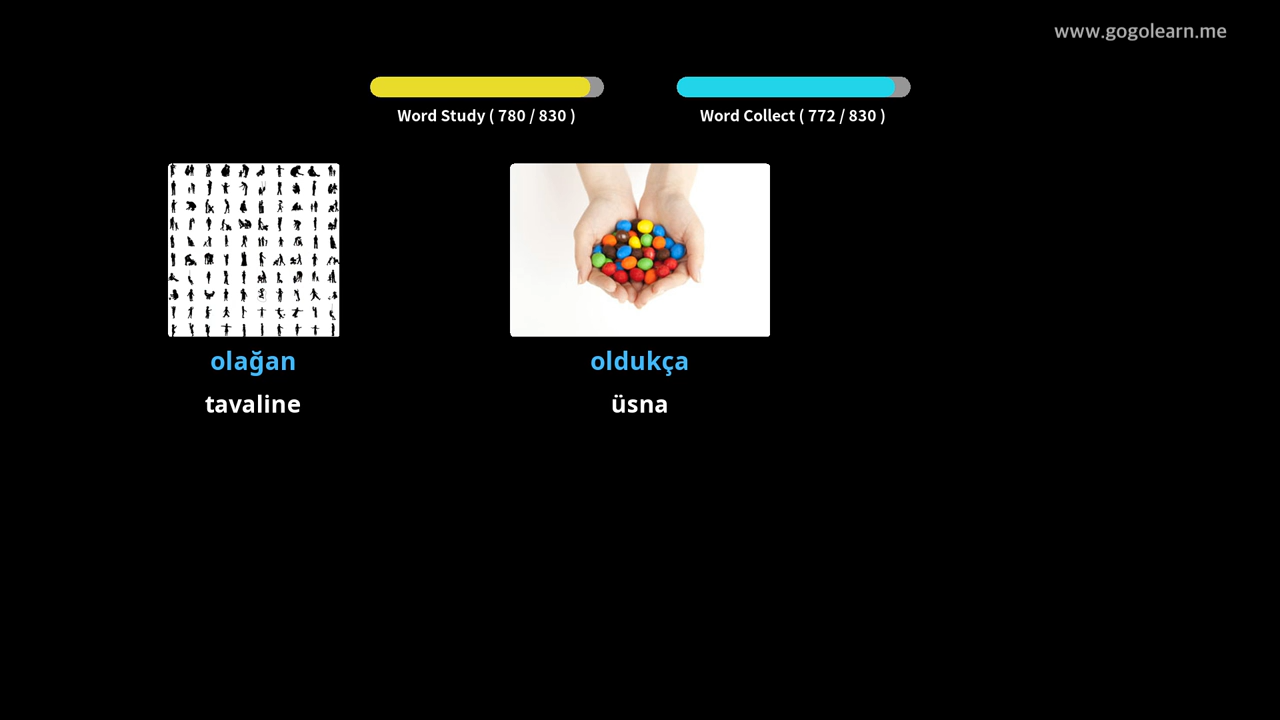 www.gogolearn.me
Word Study ( 780 / 830 )
Word Collect ( 772 / 830 )
olağan
tavaline
oldukça
üsna